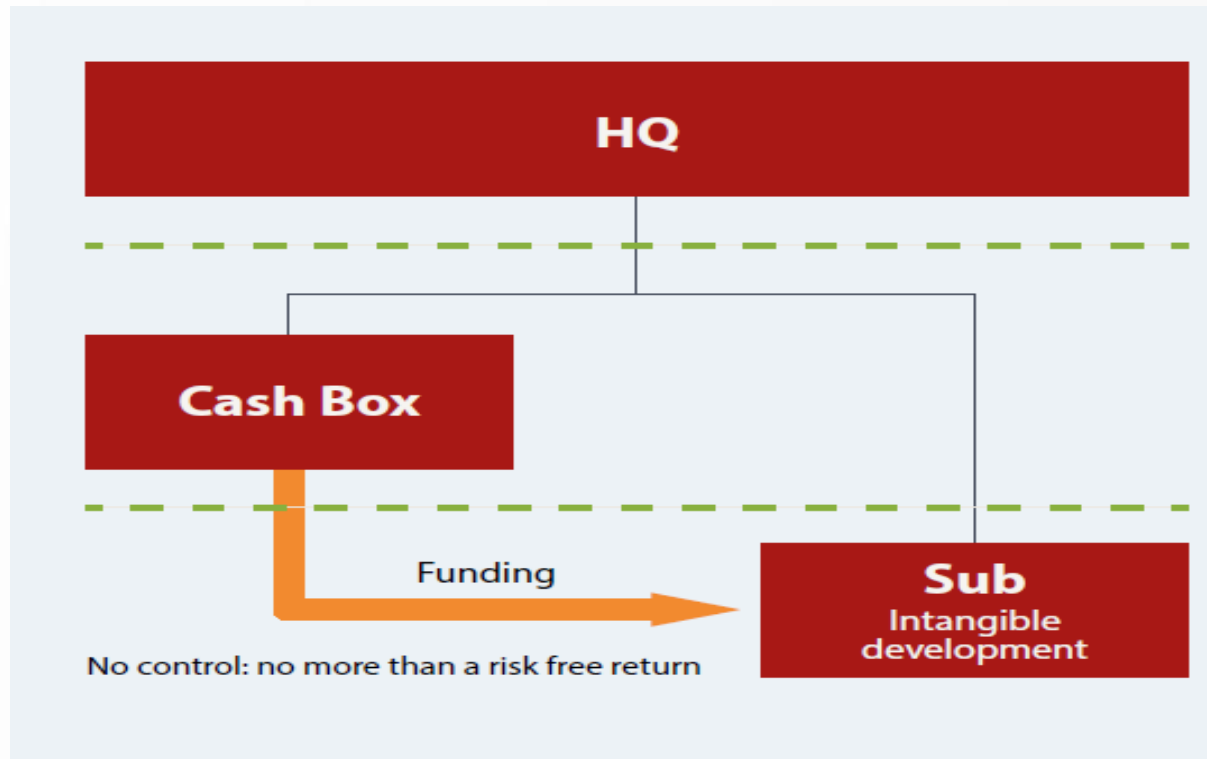 HQ
Cash Box
Funding
Sub
Intangible
development
No control: no more than a risk free return